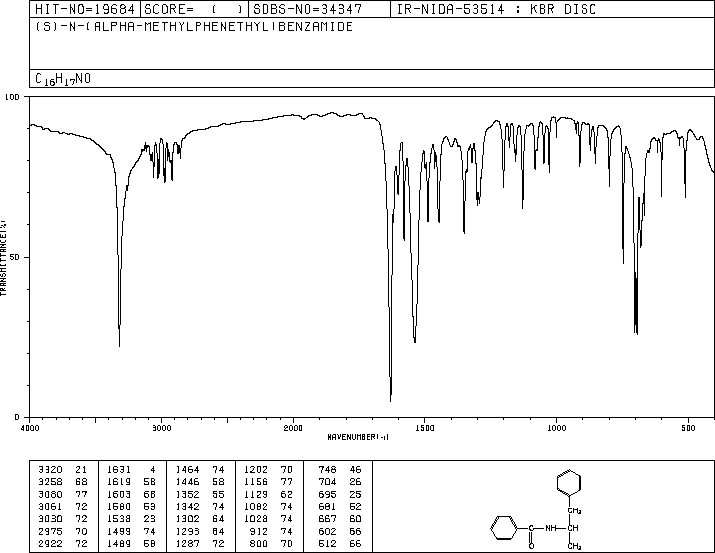 HIT-NO=19684 SCORE= ( ) SDBS-NO=34347 IR-NIDA-53514 : KBR DISC
(S)-N-(ALPHA-METHYLPHENETHYL)BENZAMIDE
C16H17NO
100
50
0
TRANSMITTANCE(%)
4000 3000 2000 1500 1000 500
WAVENUMBER(-1)
3320 21 1631 4 1464 74 1202 70 748 46
3258 68 1619 58 1446 58 1156 77 704 26
3080 77 1603 66 1352 55 1129 62 695 25
3061 72 1580 53 1342 74 1082 74 681 52
3030 72 1538 23 1302 64 1028 74 667 60
2975 70 1499 74 1293 64 912 74 602 66
2922 72 1489 58 1287 72 800 70 512 66
CH2
C NH CH
O CH3